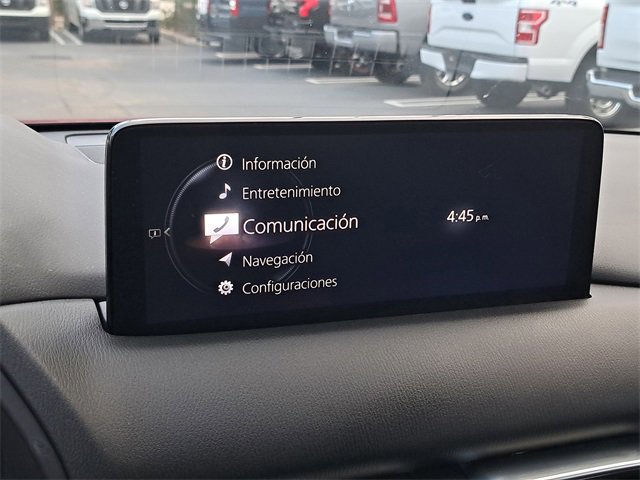 Información
Entretenimiento
Comunicación
4:45 p.m.
Navegación
Configuraciones